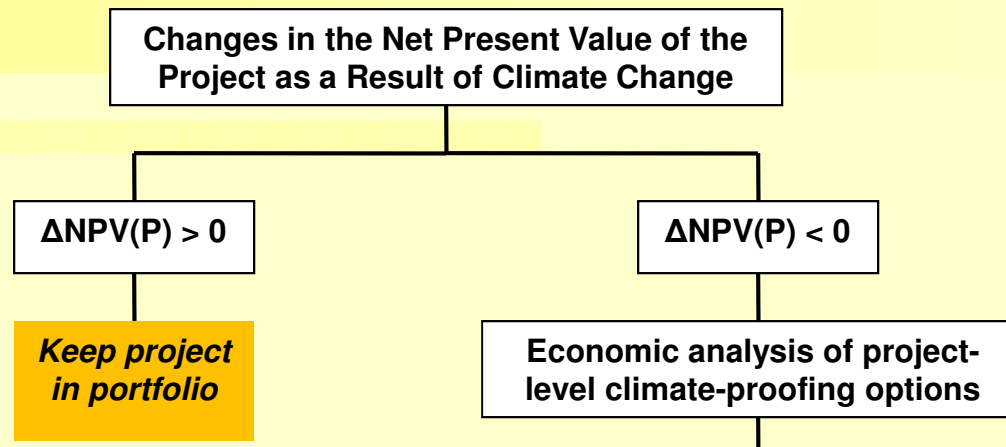 Changes in the Net Present Value of the
Project as a Result of Climate Change
ΔNPV(P) > 0
ΔNPV(P) < 0
Keep project
in portfolio
Economic analysis of project-
level climate-proofing options